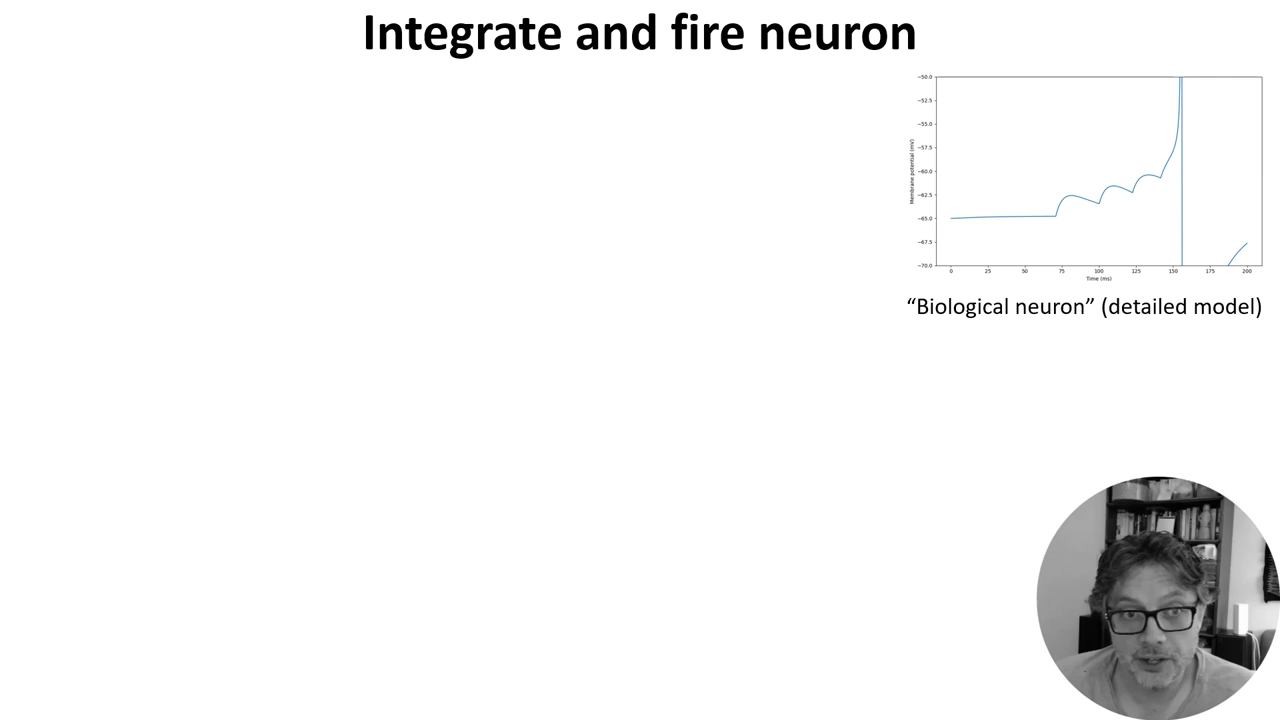 Integrate and fire neuron
−50.0
−52.5
−55.0
−57.5
−60.0
−62.5
−65.0
−67.5
−70.0
Membrane potential (mV)
0 25 50 75 100 125 150 175 200
Time (ms)
“Biological neuron” (detailed model)